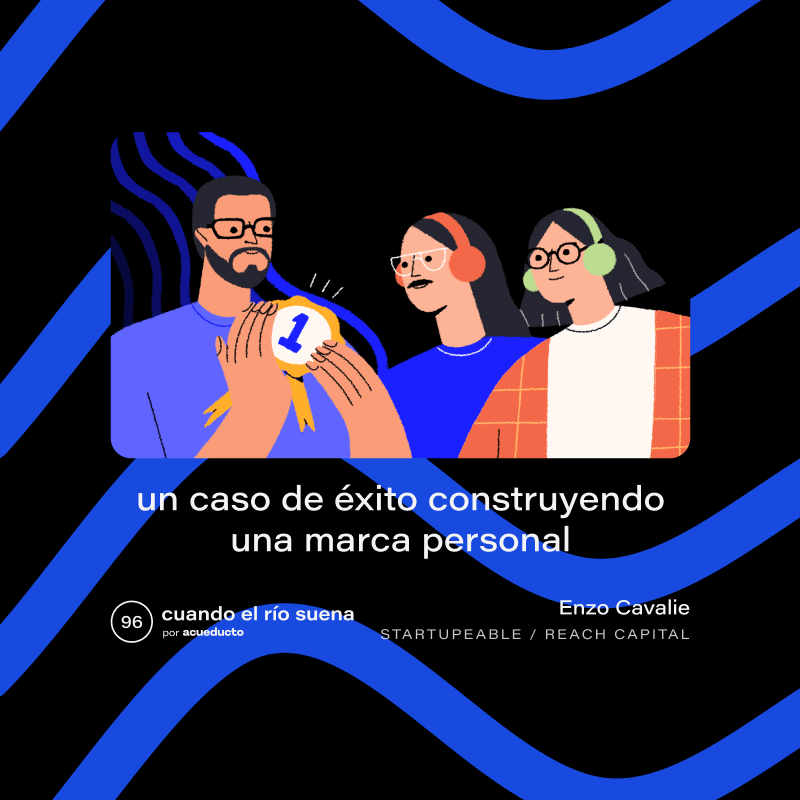 1
un caso de éxito construyendo
una marca personal
96
cuando el río suena
por acueducto
Enzo Cavalie
STARTUPEABLE / REACH CAPITAL